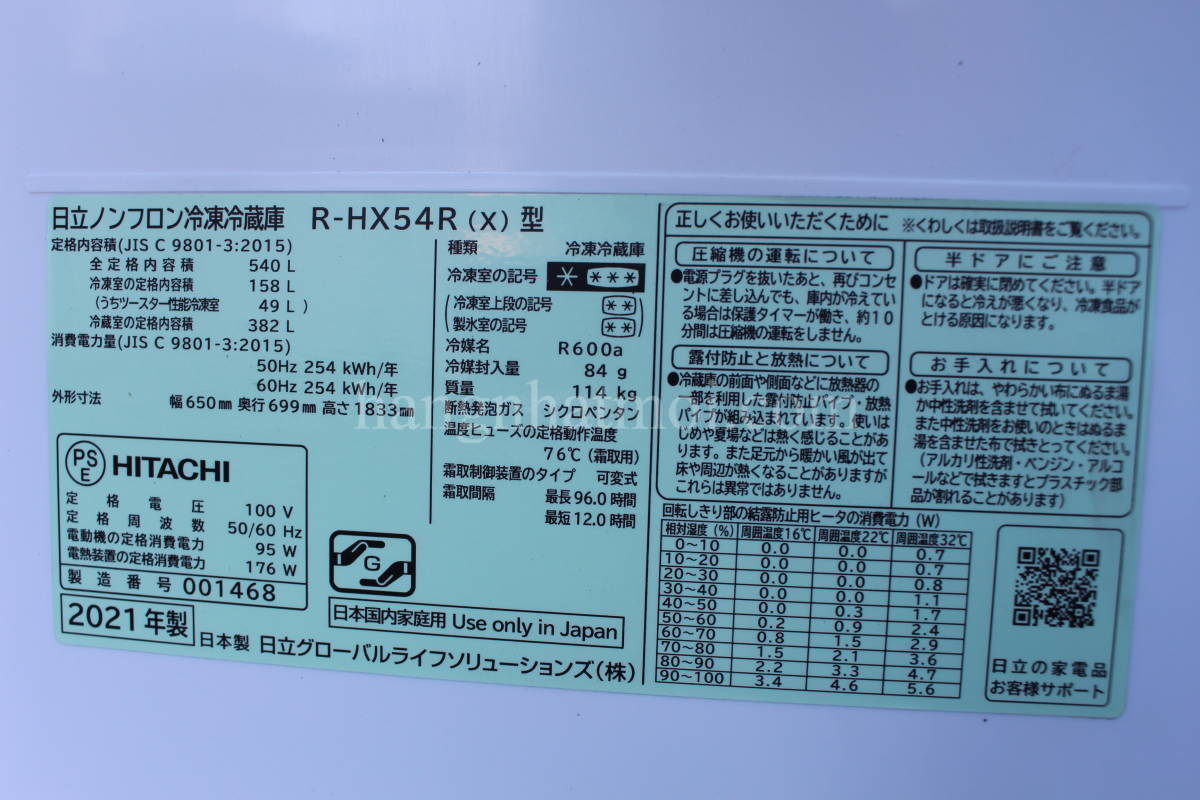 日立ノンフロン冷凍冷蔵庫 R-HX54R (X) 型
定格内容積(JIS C 9801-3:2015)
全定格内容積 540 L
冷凍室の定格内容積 158 L
(うちツースター性能冷凍室 49 L )
冷蔵室の定格内容積 382 L
消費電力量(JIS C 9801-3:2015)
50Hz 254 kWh/年
60Hz 254 kWh/年
外形寸法 幅650㎜ 奥行699㎜ 高さ1833㎜
PS
E
HITACHI
定格電圧 100 V
定格周波数 50/60 Hz
電動機の定格消費電力 95 W
電熱装置の定格消費電力 176 W
製造番号 001468
2021年製
日本製 日立グローバルライフソリューションズ(株)
種類 冷凍冷蔵庫
冷凍室の記号 * ***
(冷凍室上段の記号 **
製氷室の記号 **)
冷媒名 R600a
冷媒封入量 84 g
質量 114 kg
断熱発泡ガス シクロペンタン
温度ヒューズの定格動作温度
76℃ (霜取用)
霜取制御装置のタイプ 可変式
霜取間隔 最長96.0時間
最短12.0時間
G
日本国内家庭用 Use only in Japan
正しくお使いいただくために ※くわしくは取扱説明書をご覧ください。
圧縮機の運転について
●電源プラグを抜いたあと、再びコンセ
ントに差し込んでも、庫内が冷えてい
る場合は保護タイマーが働き、約10
分間は圧縮機の運転をしません。
露付防止と放熱について
●冷蔵庫の前面や側面などに放熱器の
一部を利用した露付防止パイプ・放熱
パイプが組み込まれています。使いは
じめや夏場などは熱く感じることがあ
ります。また足元から暖かい風が出て
床や周辺が熱くなることがありますが
これらは異常ではありません。
半ドアにご注意
●ドアは確実に閉めてください。半ドア
になると冷えが悪くなり、冷凍食品が
とける原因になります。
お手入れについて
●お手入れは、やわらかい布にぬるま湯
か中性洗剤を含ませて拭いてください。
また中性洗剤をお使いのときはぬるま
湯を含ませた布で拭きとってください。
(アルカリ性洗剤・ベンジン・アルコ
ールなどで拭きますとプラスチック部
品が割れることがあります)
回転しきり部の結露防止用ヒータの消費電力 (W)
相対湿度 (%) 周囲温度16℃ 周囲温度22℃ 周囲温度32℃
0~10 0.0 0.0 0.7
10~20 0.0 0.0 0.7
20~30 0.0 0.0 0.8
30~40 0.0 0.0 1.1
40~50 0.0 0.3 1.7
50~60 0.2 0.9 2.4
60~70 0.8 1.5 2.9
70~80 1.5 2.1 3.6
80~90 2.2 3.3 4.7
90~100 3.4 4.6 5.6
日立の家電品
お客様サポート